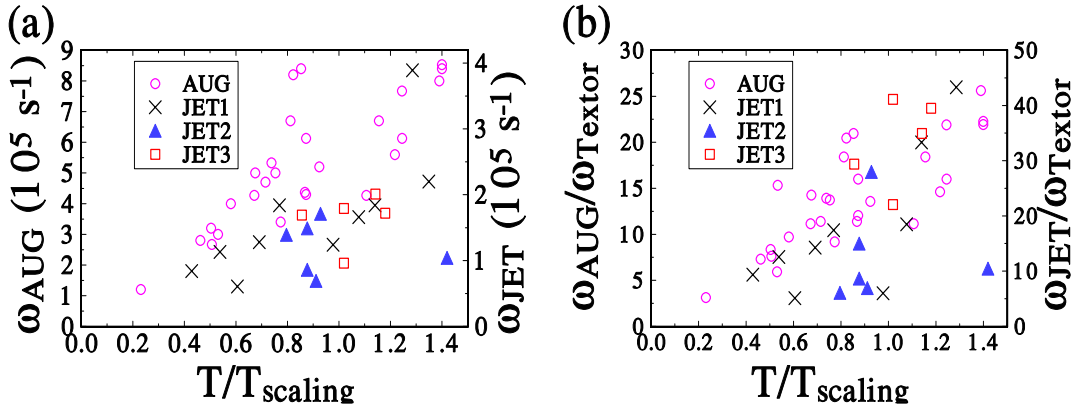 (a)
ωAUG (10⁵ s⁻¹)
9
8
7
6
5
4
3
2
1
0
AUG
JET1
JET2
JET3
4
3
2
1
0
ωJET (10⁵ s⁻¹)
0.0 0.2 0.4 0.6 0.8 1.0 1.2 1.4
T/Tscaling
(b)
ωAUG/ωTextor
30
25
20
15
10
5
0
AUG
JET1
JET2
JET3
50
40
30
20
10
0
ωJET/ωTextor
0.0 0.2 0.4 0.6 0.8 1.0 1.2 1.4
T/Tscaling